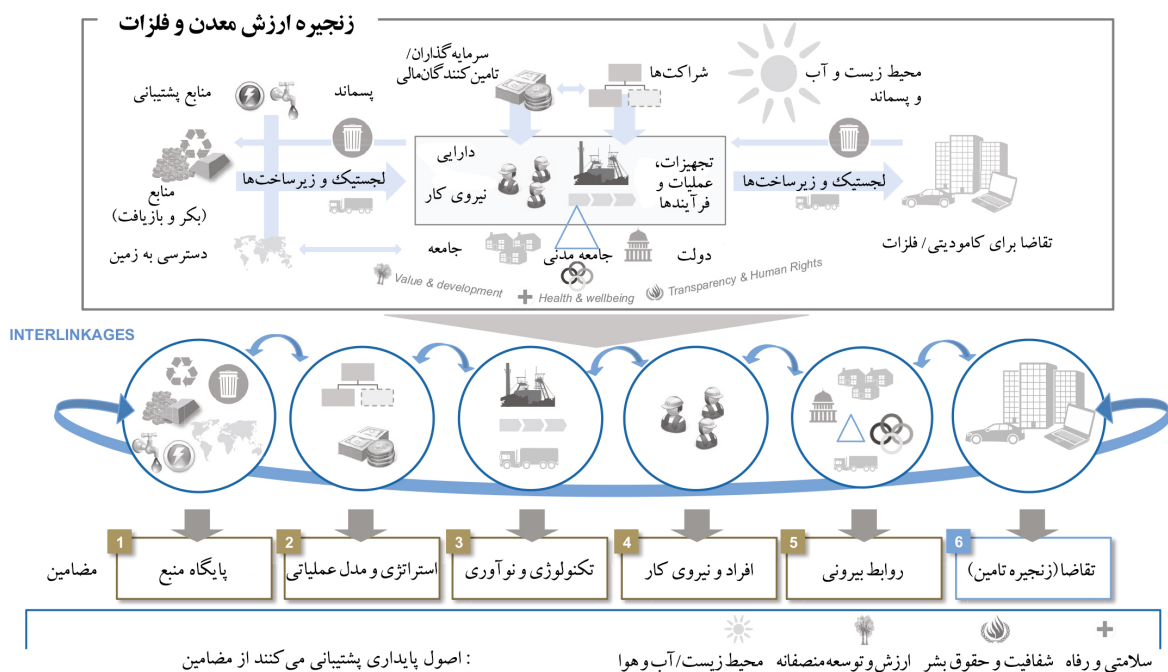 زنجیره ارزش معدن و فلزات
سرمایه‌گذاران/
تامین‌کنندگان‌مالی
شراکت‌ها
محیط زیست و آب
و پسماند
منابع پشتیبانی
پسماند
لجستیک و زیرساخت‌ها
منابع
(بکر و بازیافت)
دسترسی به زمین
دارایی
نیروی کار
تجهیزات،
عملیات و
فرآیندها
لجستیک و زیرساخت‌ها
تقاضا برای کامودیتی/ فلزات
جامعه
جامعه مدنی
دولت
Value & development
Health & wellbeing
Transparency & Human Rights
INTERLINKAGES
مضامین
1
پایگاه منبع
2
استراتژی و مدل عملیاتی
3
تکنولوژی و نوآوری
4
افراد و نیروی کار
5
روابط بیرونی
6
تقاضا(زنجیره تامین)
: اصول پایداری پشتیبانی می‌کنند از مضامین
محیط زیست/ آب و هوا
ارزش و توسعه منصفانه
شفافیت و حقوق بشر
سلامتی و رفاه